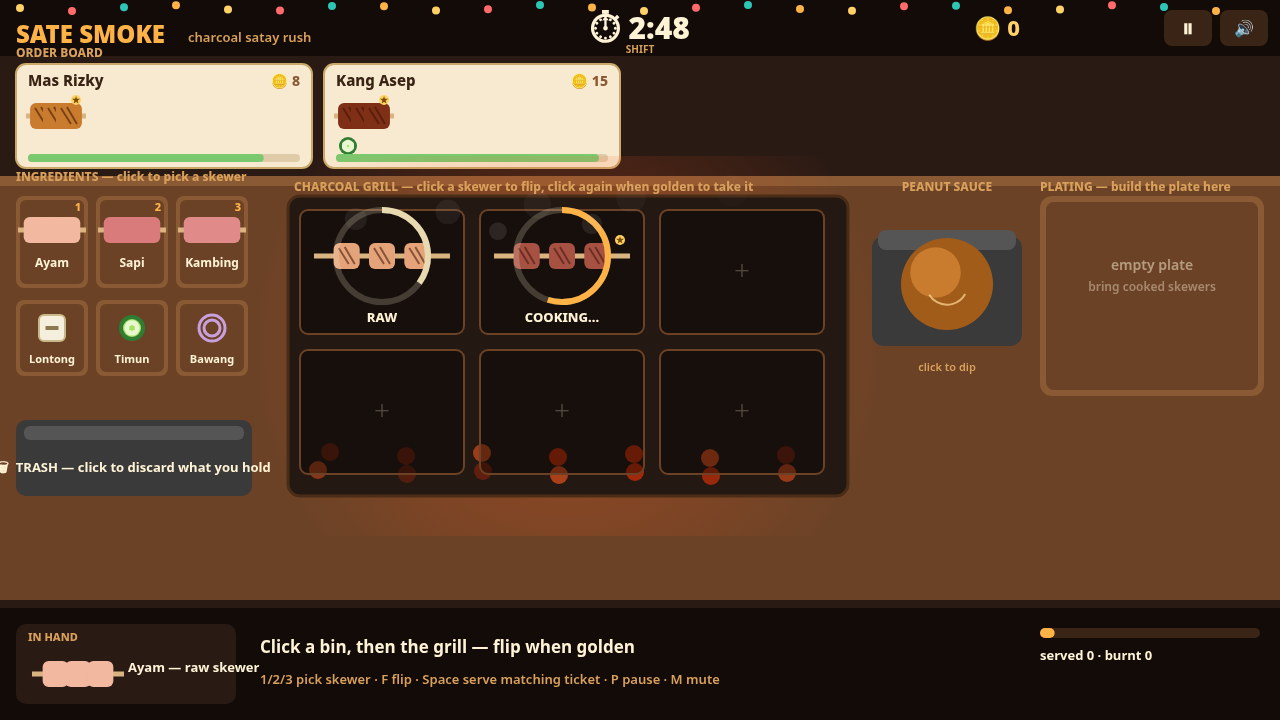 SATE SMOKE
charcoal satay rush
2:48
SHIFT
0
ORDER BOARD
Mas Rizky
8
Kang Asep
15
INGREDIENTS — click to pick a skewer
1
Ayam
2
Sapi
3
Kambing
Lontong
Timun
Bawang
TRASH — click to discard what you hold
CHARCOAL GRILL — click a skewer to flip, click again when golden to take it
RAW
COOKING...
+
+
+
+
PEANUT SAUCE
click to dip
PLATING — build the plate here
empty plate
bring cooked skewers
IN HAND
Ayam — raw skewer
Click a bin, then the grill — flip when golden
1/2/3 pick skewer · F flip · Space serve matching ticket · P pause · M mute
served 0 · burnt 0